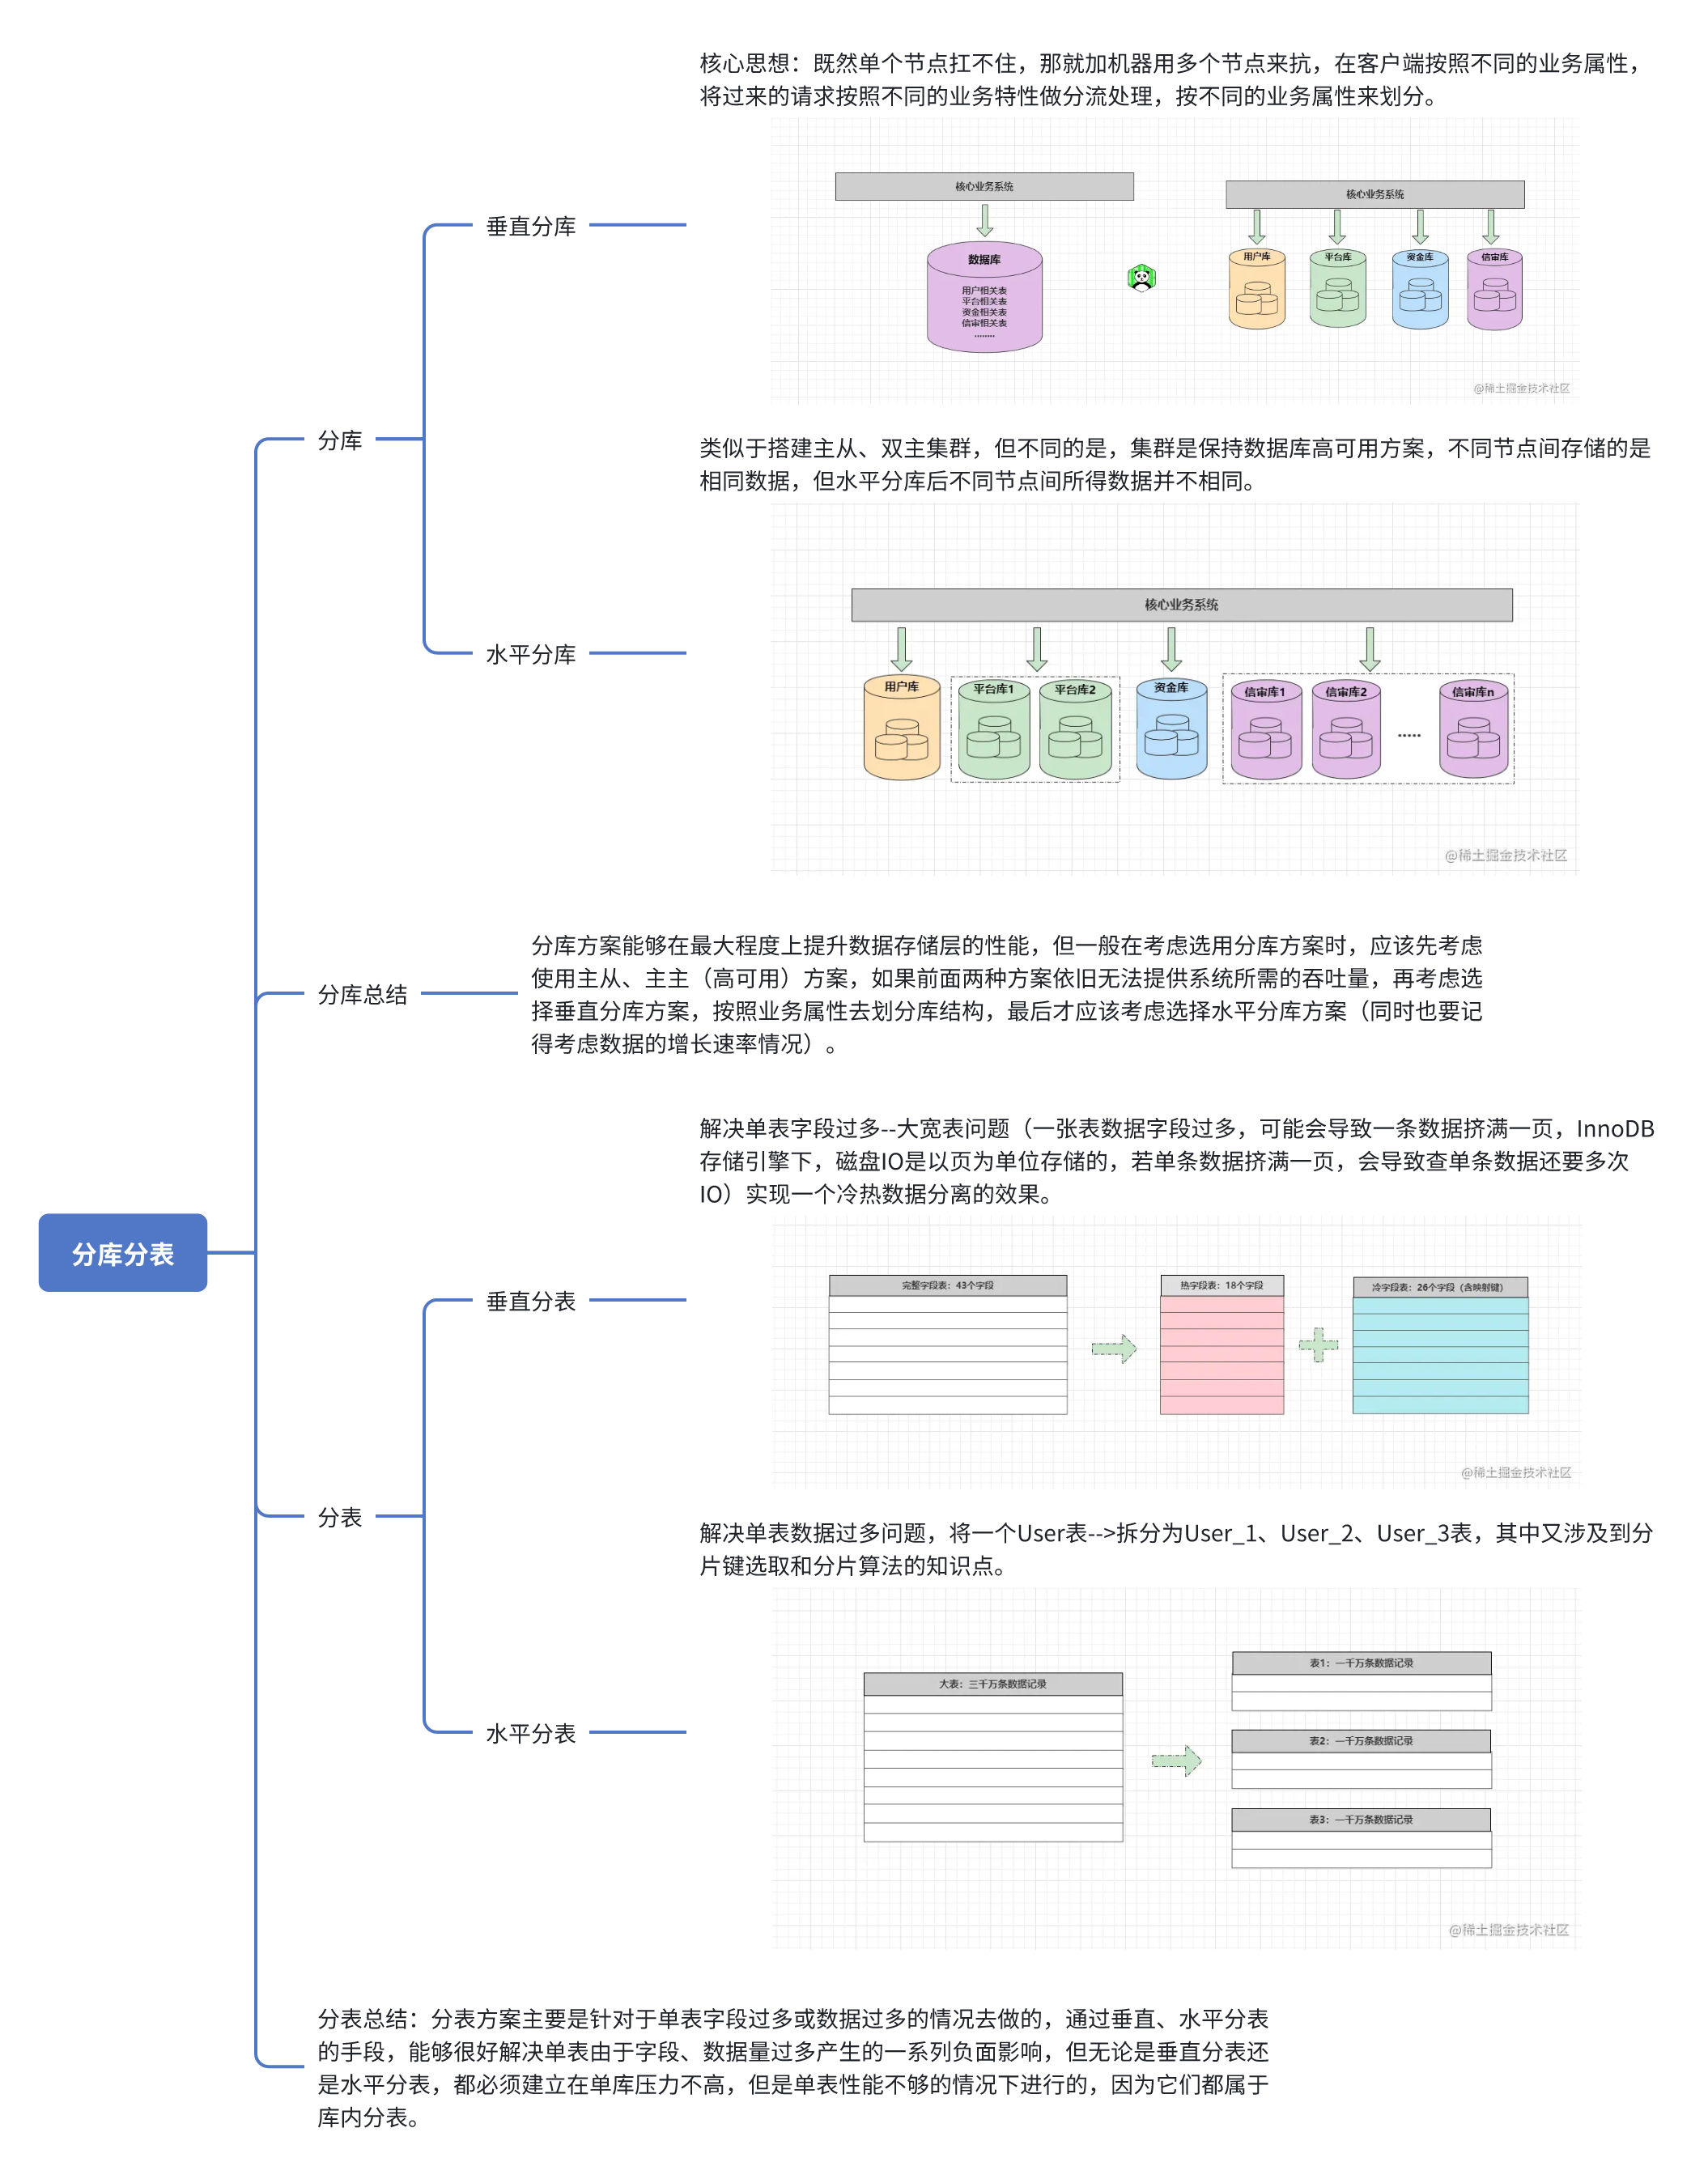 核心思想：既然单个节点扛不住，那就加机器用多个节点来抗，在客户端按照不同的业务属性，
将过来的请求按照不同的业务特性做分流处理，按不同的业务属性来划分。
核心业务系统
数据库
用户相关表
平台相关表
资金相关表
信审相关表
········
核心业务系统
用户库
平台库
资金库
信审库
@稀土掘金技术社区
垂直分库
分库
类似于搭建主从、双主集群，但不同的是，集群是保持数据库高可用方案，不同节点间存储的是
相同数据，但水平分库后不同节点间所得数据并不相同。
核心业务系统
用户库
平台库1
平台库2
资金库
信审库1
信审库2
·····
信审库n
@稀土掘金技术社区
水平分库
分库总结
分库方案能够在最大程度上提升数据存储层的性能，但一般在考虑选用分库方案时，应该先考虑
使用主从、主主（高可用）方案，如果前面两种方案依旧无法提供系统所需的吞吐量，再考虑选
择垂直分库方案，按照业务属性去划分库结构，最后才应该考虑选择水平分库方案（同时也要记
得考虑数据的增长速率情况）。
分库分表
解决单表字段过多--大宽表问题（一张表数据字段过多，可能会导致一条数据挤满一页，InnoDB
存储引擎下，磁盘IO是以页为单位存储的，若单条数据挤满一页，会导致查单条数据还要多次
IO）实现一个冷热数据分离的效果。
完整字段表：43个字段
热字段表：18个字段
冷字段表：26个字段（含映射键）
@稀土掘金技术社区
垂直分表
分表
解决单表数据过多问题，将一个User表-->拆分为User_1、User_2、User_3表，其中又涉及到分
片键选取和分片算法的知识点。
大表：三千万条数据记录
表1：一千万条数据记录
表2：一千万条数据记录
表3：一千万条数据记录
@稀土掘金技术社区
水平分表
分表总结：分表方案主要是针对于单表字段过多或数据过多的情况去做的，通过垂直、水平分表
的手段，能够很好解决单表由于字段、数据量过多产生的一系列负面影响，但无论是垂直分表还
是水平分表，都必须建立在单库压力不高，但是单表性能不够的情况下进行的，因为它们都属于
库内分表。